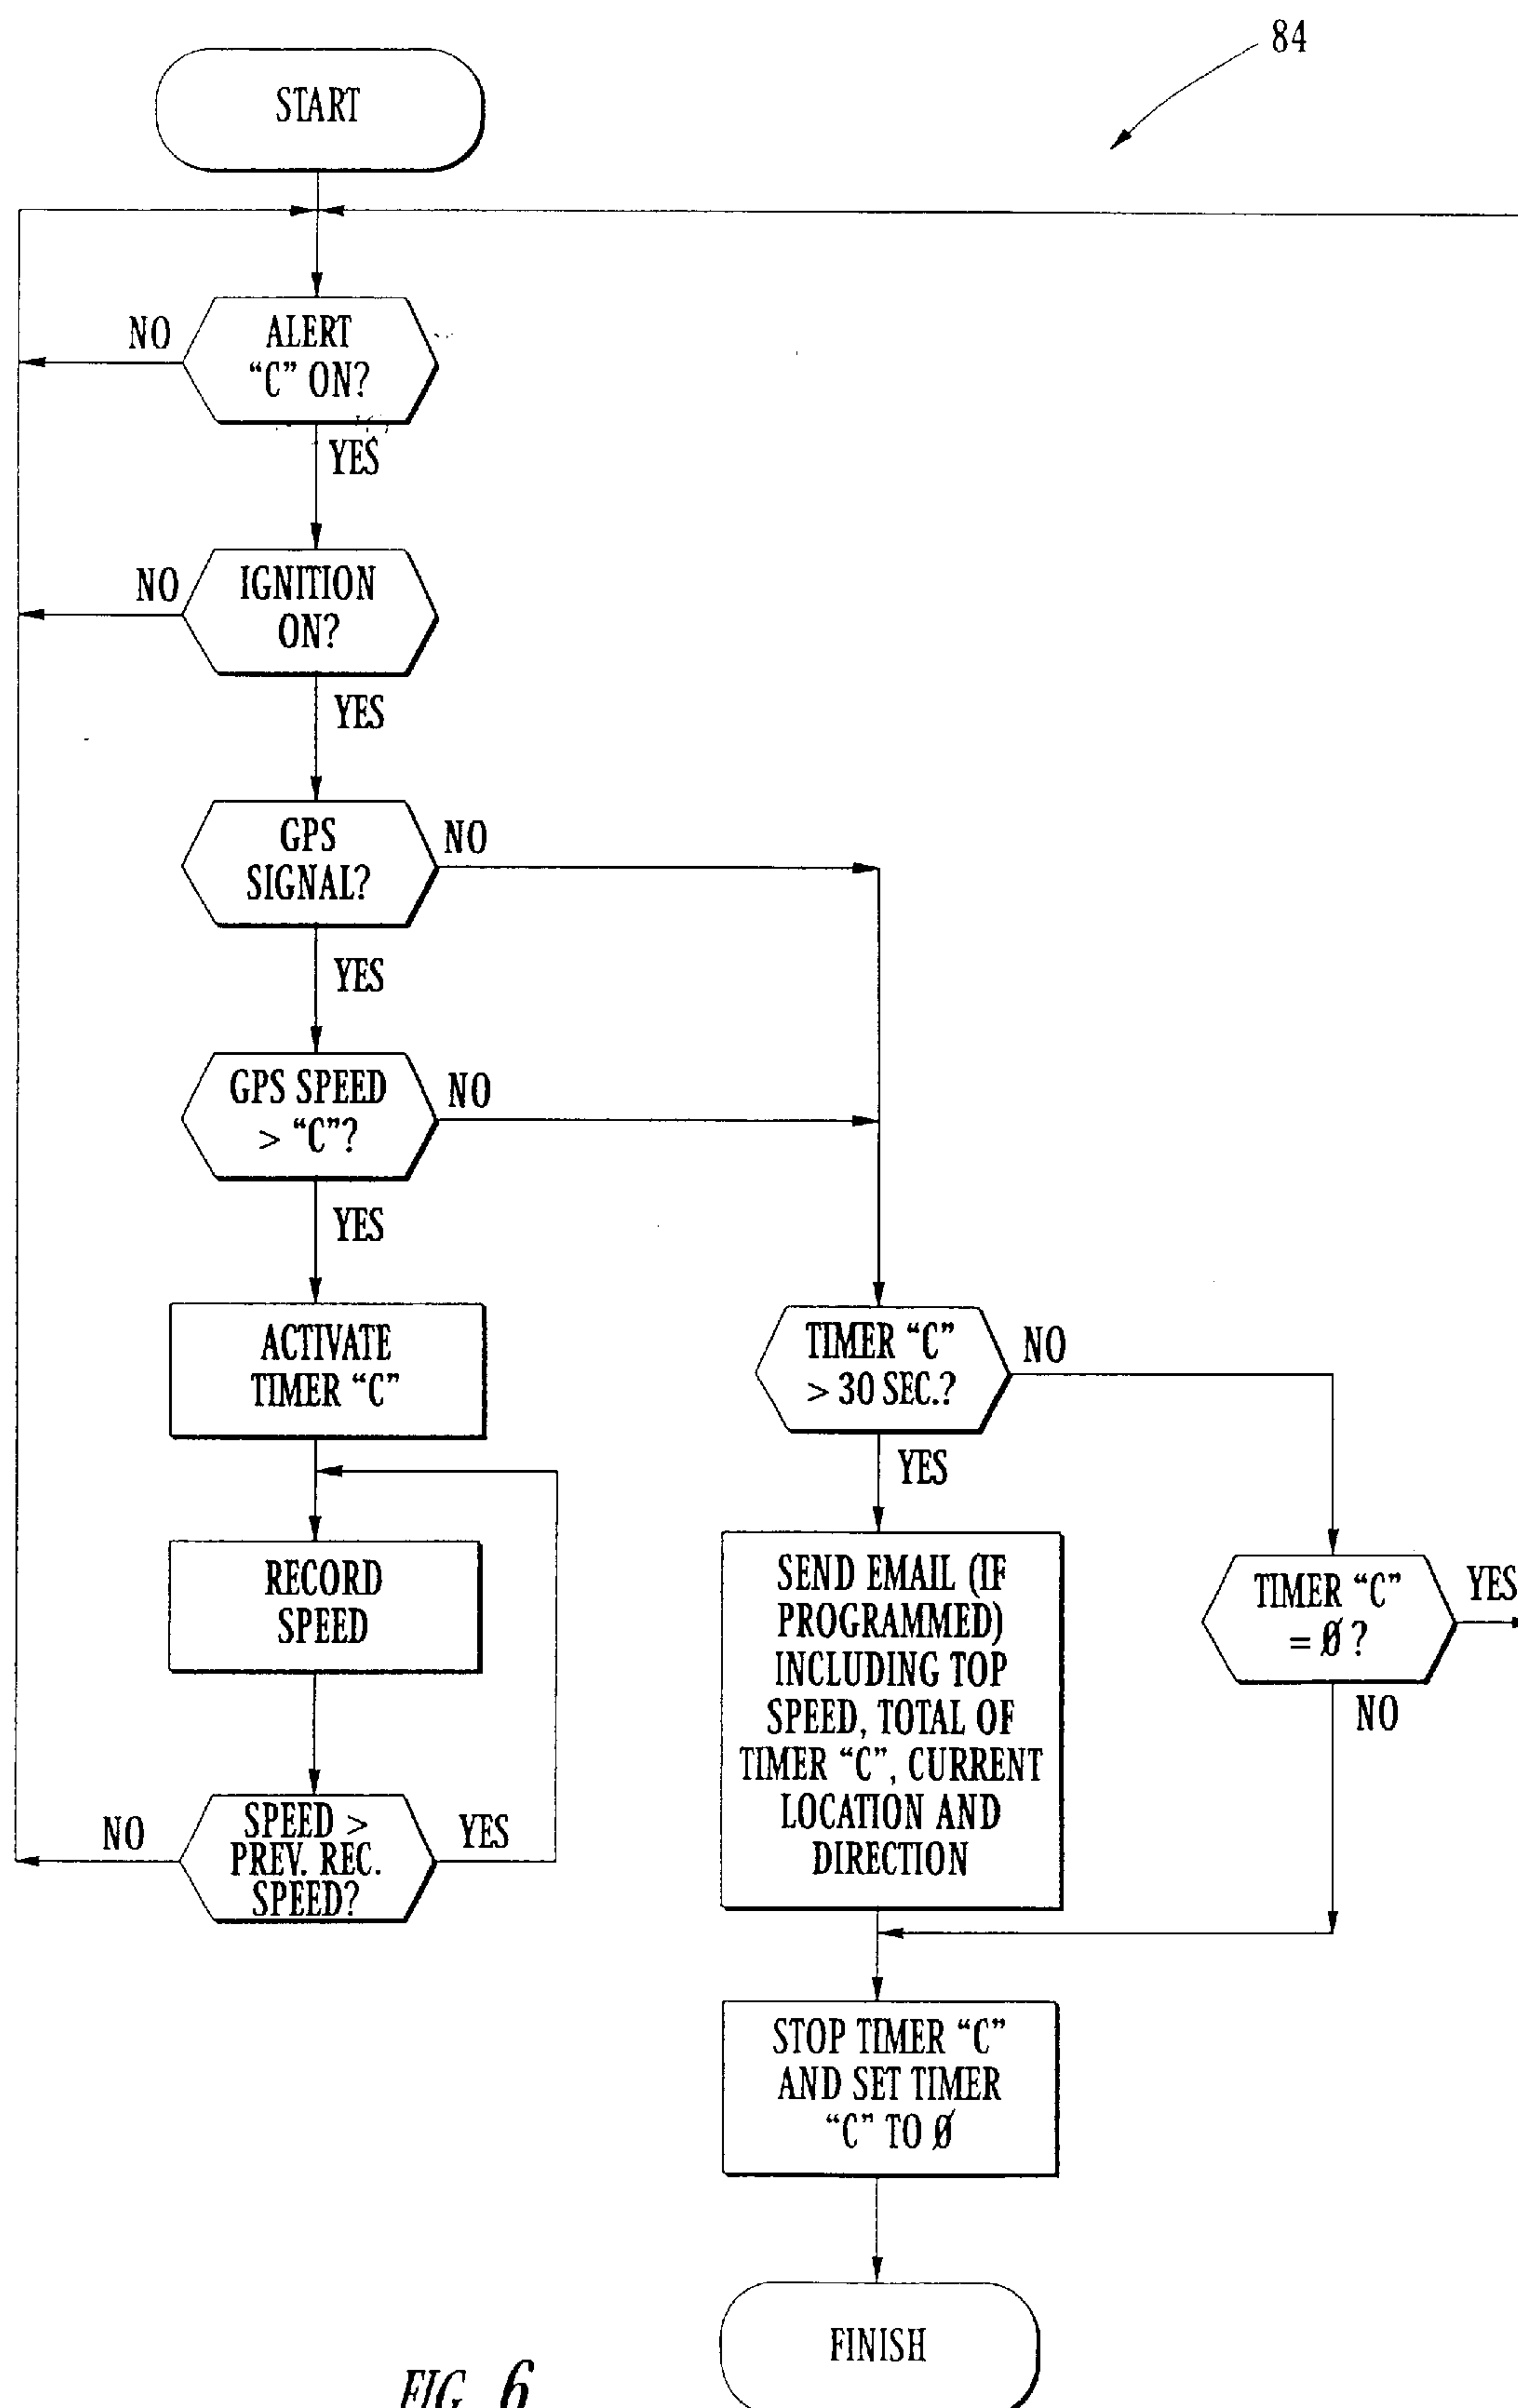 84
START
ALERT
“C” ON?
NO
YES
IGNITION
ON?
NO
YES
GPS
SIGNAL?
NO
YES
GPS SPEED
> “C”?
NO
YES
ACTIVATE
TIMER “C”
RECORD
SPEED
SPEED >
PREV. REC.
SPEED?
NO
YES
TIMER “C”
> 30 SEC.?
NO
YES
SEND EMAIL (IF
PROGRAMMED)
INCLUDING TOP
SPEED, TOTAL OF
TIMER “C”, CURRENT
LOCATION AND
DIRECTION
TIMER “C”
= Ø ?
YES
NO
STOP TIMER “C”
AND SET TIMER
“C” TO Ø
FINISH
FIG. 6